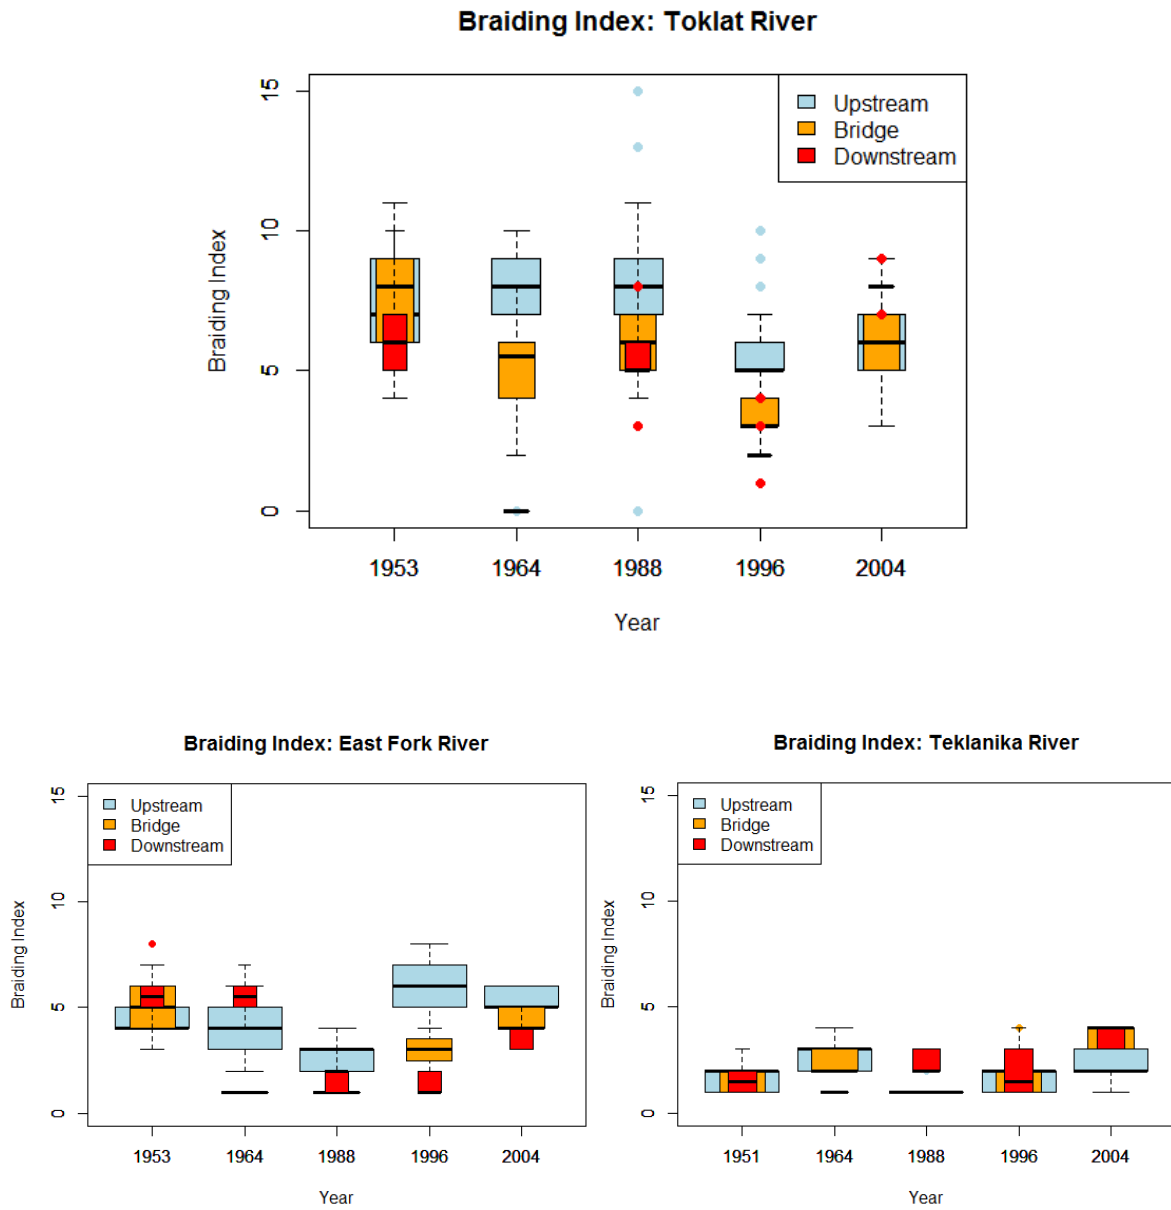 Braiding Index: Toklat River
Upstream
Bridge
Downstream
15
10
5
0
Braiding Index
1953 1964 1988 1996 2004
Year
Braiding Index: East Fork River
Upstream
Bridge
Downstream
15
10
5
0
Braiding Index
1953 1964 1988 1996 2004
Year
Braiding Index: Teklanika River
Upstream
Bridge
Downstream
15
10
5
0
Braiding Index
1951 1964 1988 1996 2004
Year